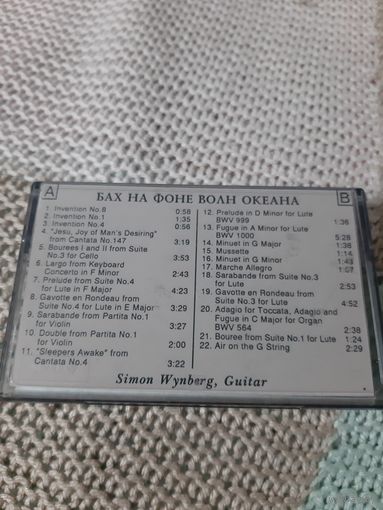 A
БАХ НА ФОНЕ ВОЛН ОКЕАНА
B
1. Invention No.8 0:58
2. Invention No.1 1:35
3. Invention No.4 0:56
4. "Jesu, Joy of Man's Desiring"
from Cantata No.147 3:19
5. Bourees I and II from Suite
No.3 for Cello 3:53
6. Largo from Keyboard
Concerto in F Minor 2:43
7. Prelude from Suite No.4
for Lute in F Major 4:23
8. Gavotte en Rondeau from
Suite No.4 for Lute in E Major 3:29
9. Sarabande from Partita No.1
for Violin 3:27
10. Double from Partita No.1
for Violin 2:00
11. "Sleepers Awake" from
Cantata No.4 3:22
12. Prelude in D Minor for Lute
BWV 999 1:36
13. Fugue in A Minor for Lute
BWV 1000 5:28
14. Minuet in G Major 1:38
15. Mussette 1:14
16. Minuet in G Minor 1:43
17. Marche Allegro 1:07
18. Sarabande from Suite No.3
for Lute 2:53
19. Gavotte en Rondeau from
Suite No.3 for Lute 4:52
20. Adagio for Toccata, Adagio and
Fugue in C Major for Organ
BWV 564 2:38
21. Bouree from Suite No.1 for Lute 1:24
22. Air on the G String 2:29
Simon Wynberg, Guitar